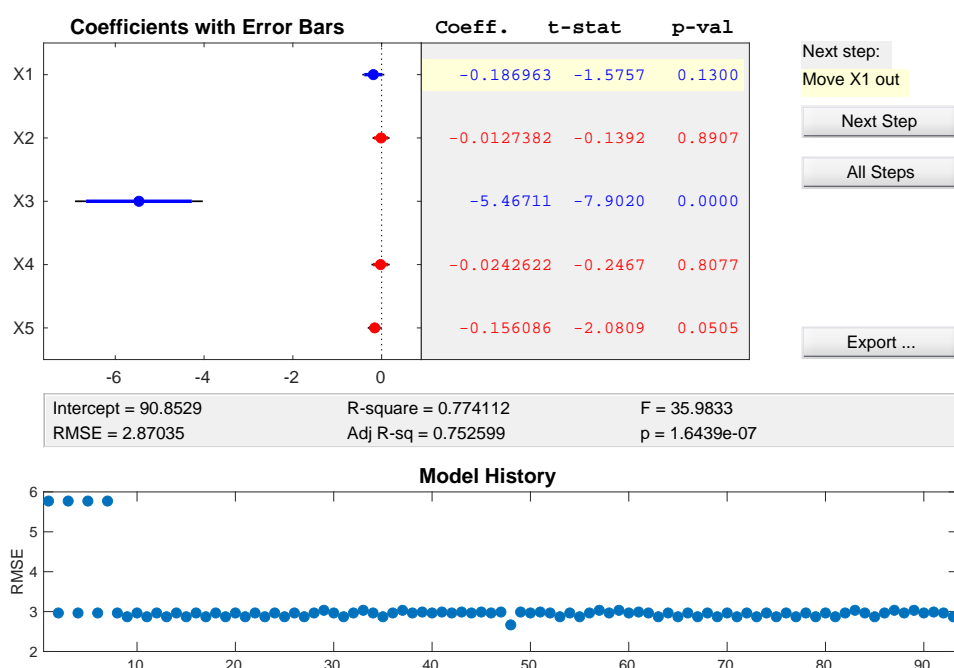 Coefficients with Error Bars Coeff. t-stat p-val
Next step:
X1 -0.186963 -1.5757 0.1300 Move X1 out
Next Step
X2 -0.0127382 -0.1392 0.8907
All Steps
X3 -5.46711 -7.9020 0.0000
X4 -0.0242622 -0.2467 0.8077
X5 -0.156086 -2.0809 0.0505
Export ...
-6 -4 -2 0
Intercept = 90.8529 R-square = 0.774112 F = 35.9833
RMSE = 2.87035 Adj R-sq = 0.752599 p = 1.6439e-07
Model History
6
5
4
3
2
RMSE
10 20 30 40 50 60 70 80 90